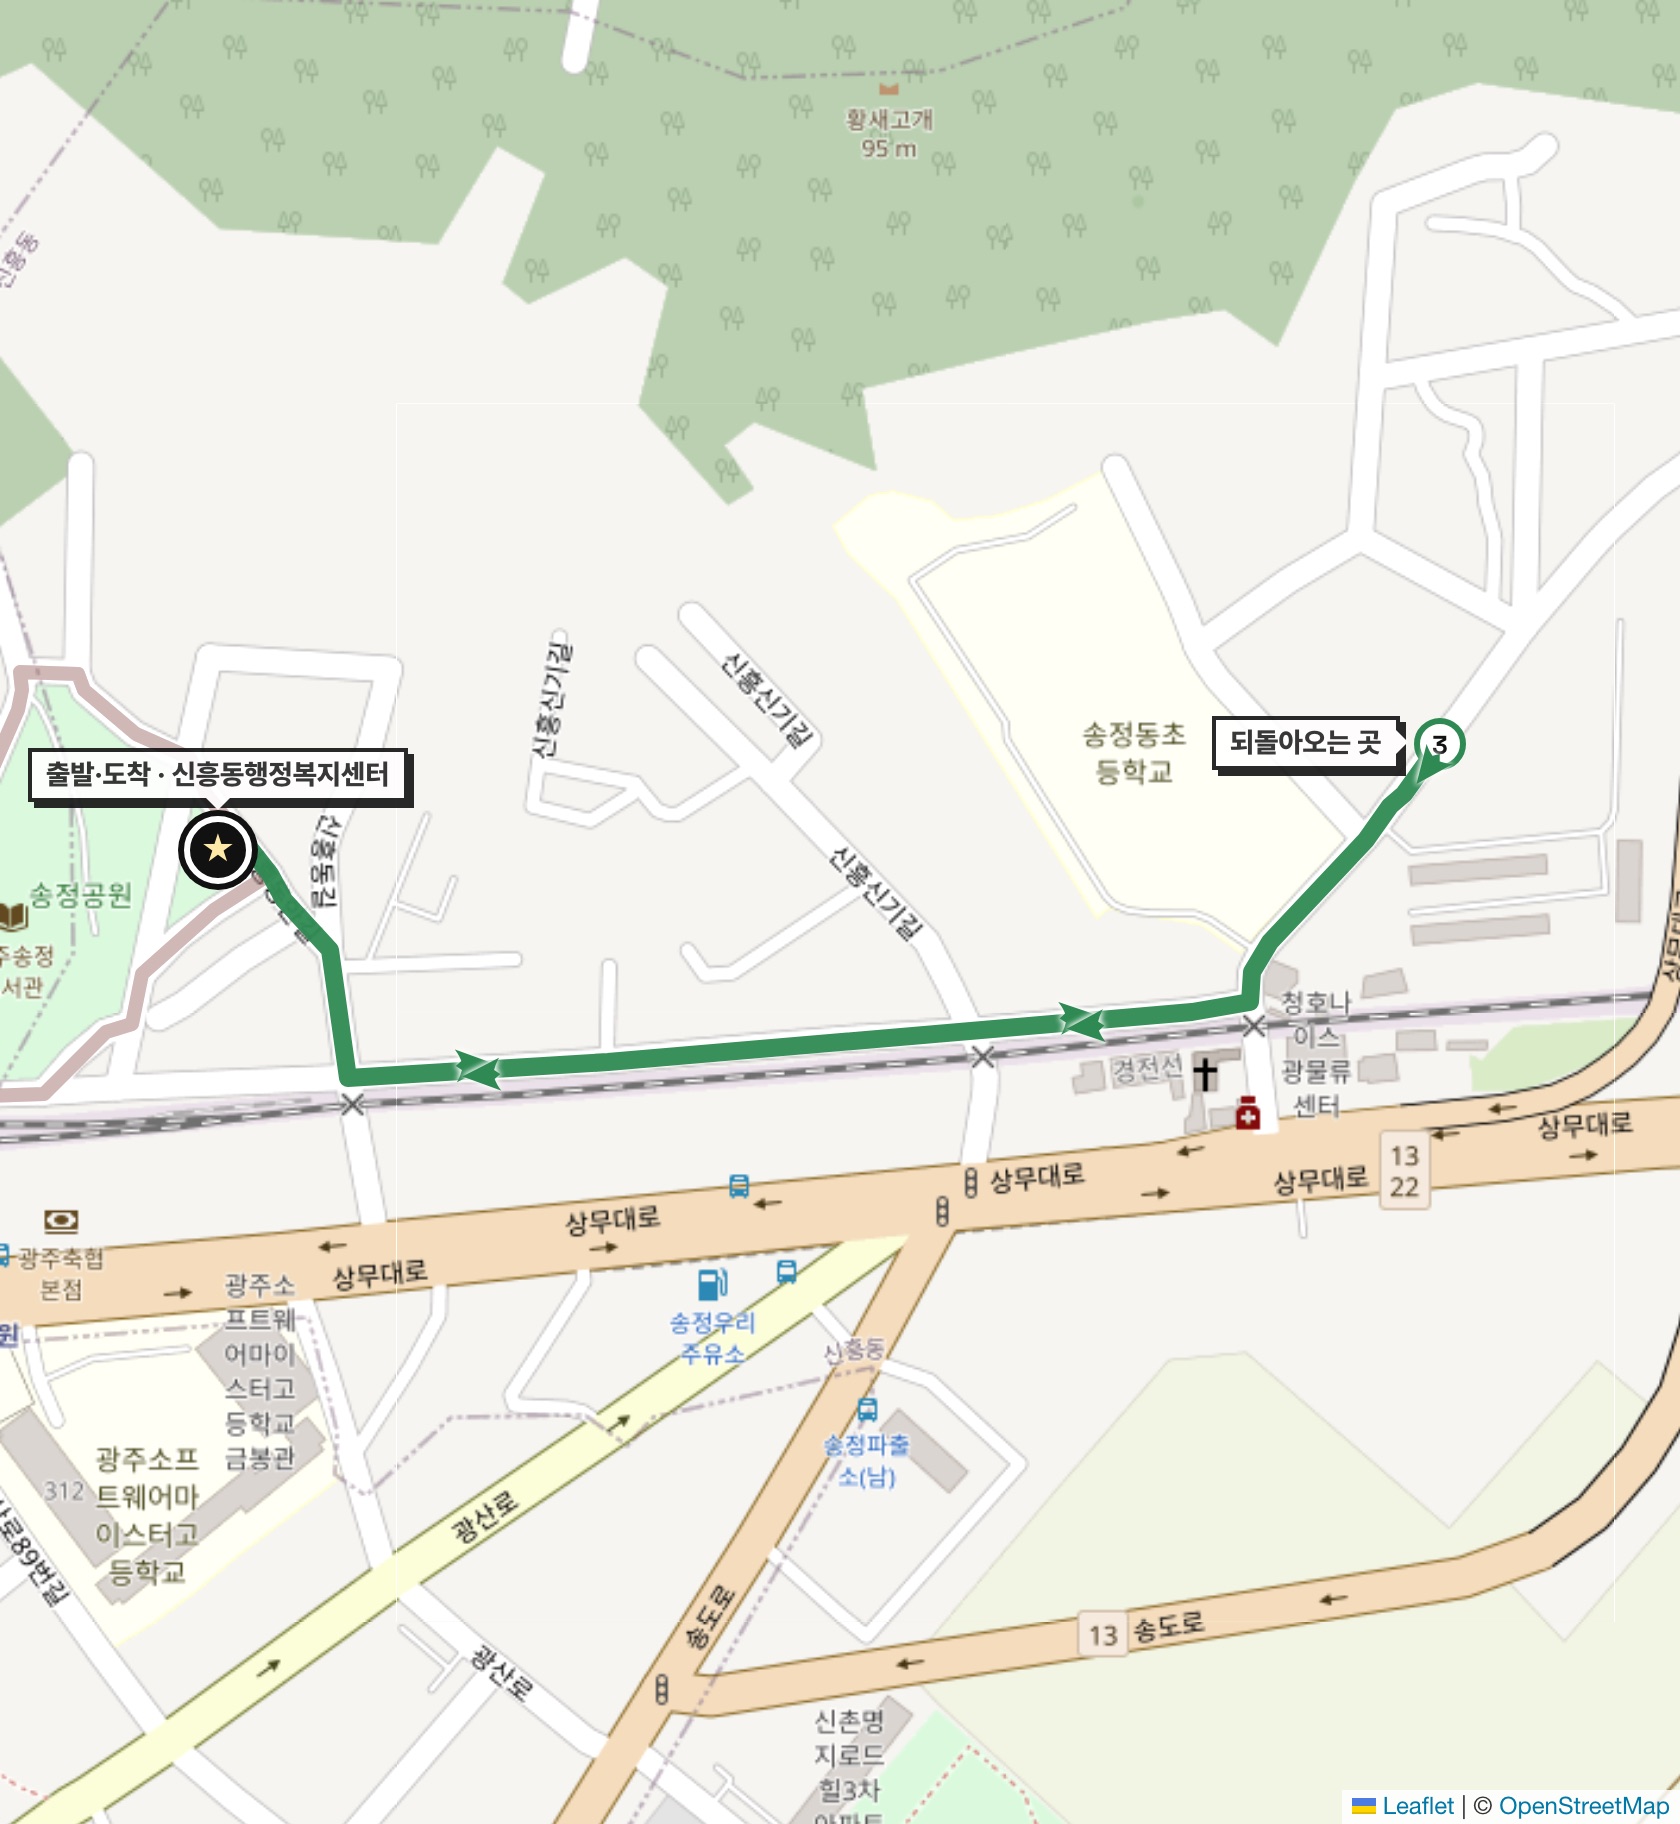 황새고개
95 m
신흥동
신흥신기길
신흥신기길
송정동초
등학교
되돌아오는 곳
3
출발·도착 · 신흥동행정복지센터
신흥동길
송정공원
신흥신기길
청호나
이스
광물류
센터
경전선
상무대로
상무대로
상무대로
13
22
상무대로
상무대로
광주축협
본점
광주소
프트웨
어마이
스터고
등학교
금봉관
송정우리
주유소
신흥동
송정파출
소(남)
312
광주소프
트웨어마
이스터고
등학교
광산로
송도로
13
송도로
광산로
신촌명
지로드
힐3차
Leaflet | © OpenStreetMap